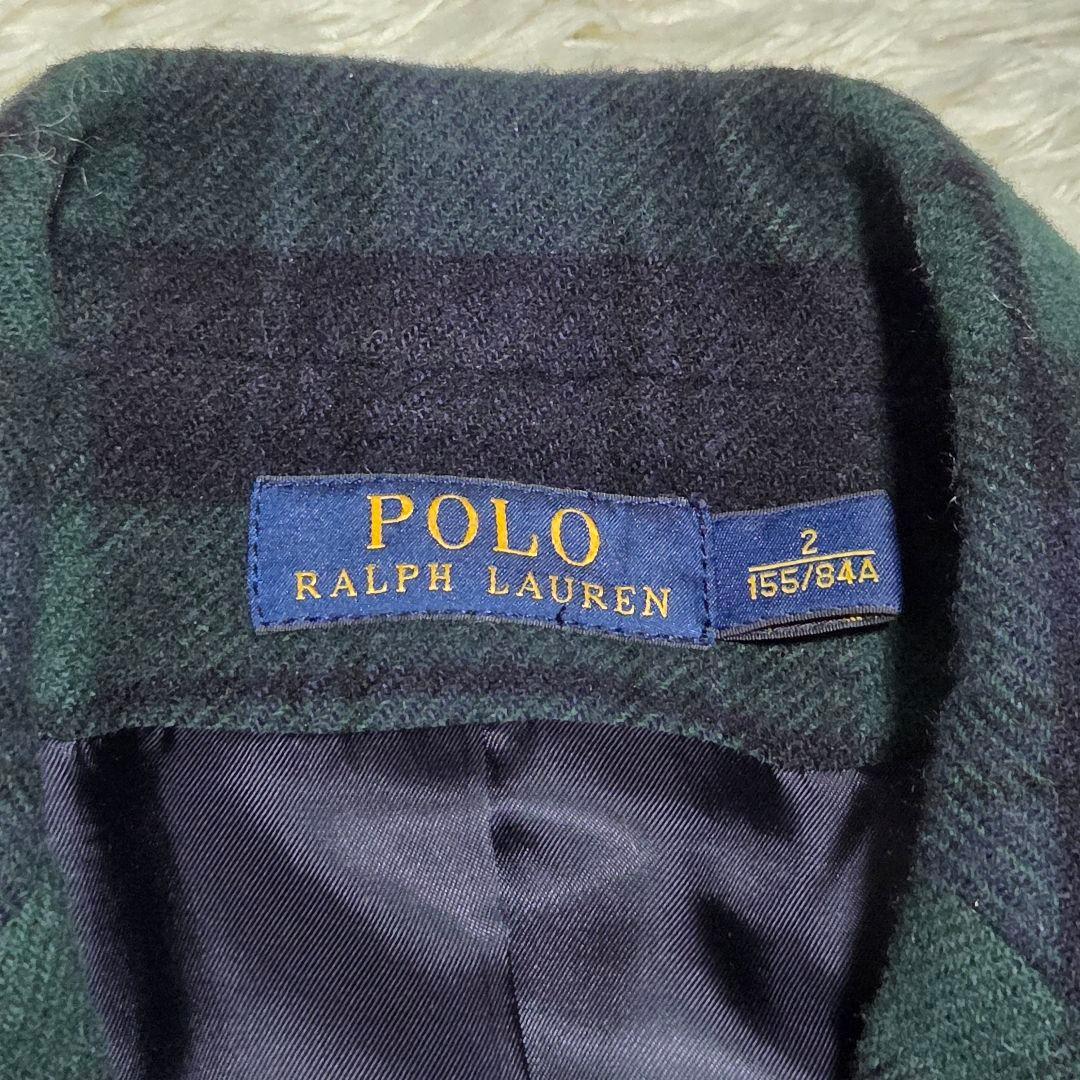 POLO
RALPH LAUREN
2
155/84A